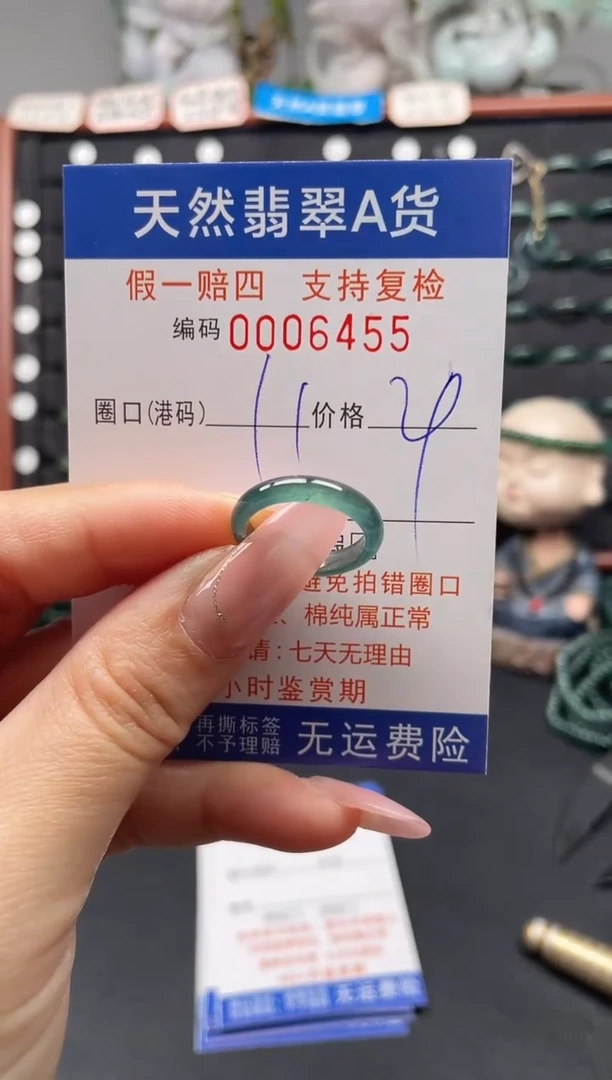 天然翡翠A货
假一赔四 支持复检
编码 0006455
圈口(港码) 11 价格 4
避免拍错圈口
、棉纯属正常
请：七天无理由
小时鉴赏期
再撕标签
不予理赔 无运费险